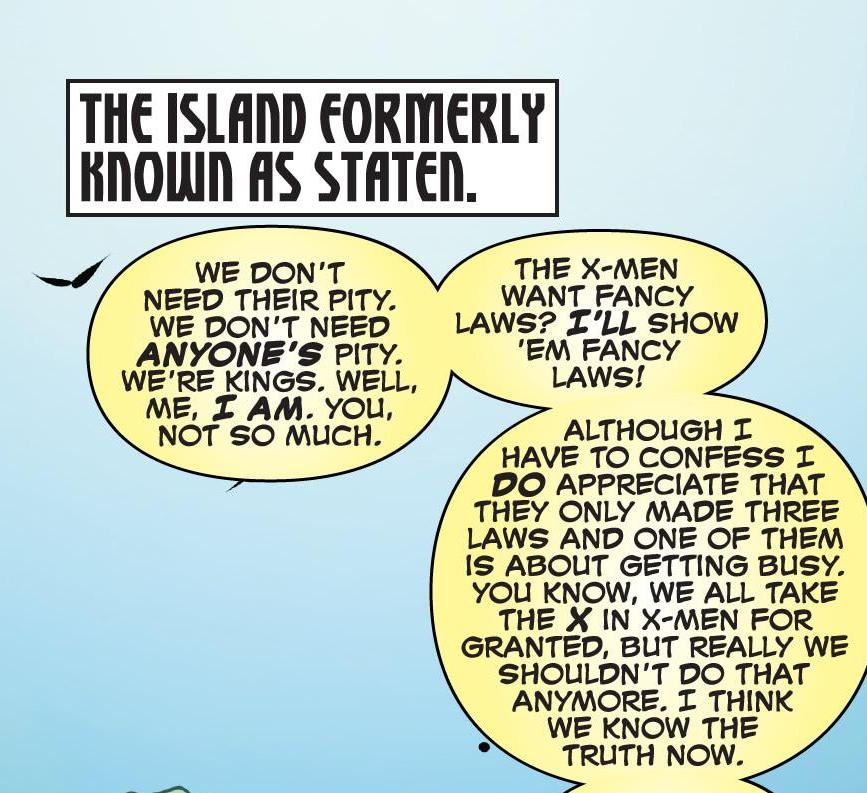 THE ISLAND FORMERLY
KNOWN AS STATEN.
WE DON'T
NEED THEIR PITY.
WE DON'T NEED
ANYONE'S PITY.
WE'RE KINGS. WELL,
ME, I AM. YOU,
NOT SO MUCH.
THE X-MEN
WANT FANCY
LAWS? I'LL SHOW
'EM FANCY
LAWS!
ALTHOUGH I
HAVE TO CONFESS I
DO APPRECIATE THAT
THEY ONLY MADE THREE
LAWS AND ONE OF THEM
IS ABOUT GETTING BUSY.
YOU KNOW, WE ALL TAKE
THE X IN X-MEN FOR
GRANTED, BUT REALLY WE
SHOULDN'T DO THAT
ANYMORE. I THINK
WE KNOW THE
TRUTH NOW.